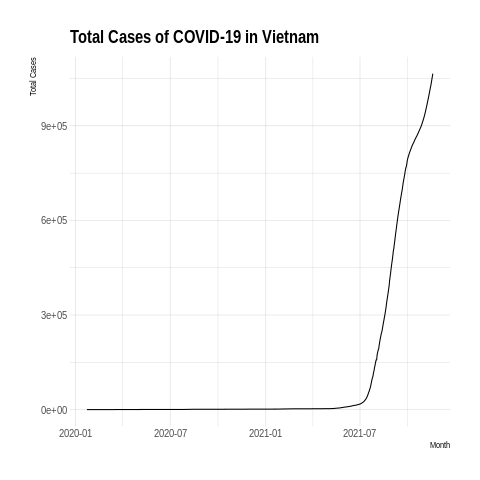 Total Cases of COVID-19 in Vietnam
Total Cases
9e+05
6e+05
3e+05
0e+00
2020-01 2020-07 2021-01 2021-07
Month